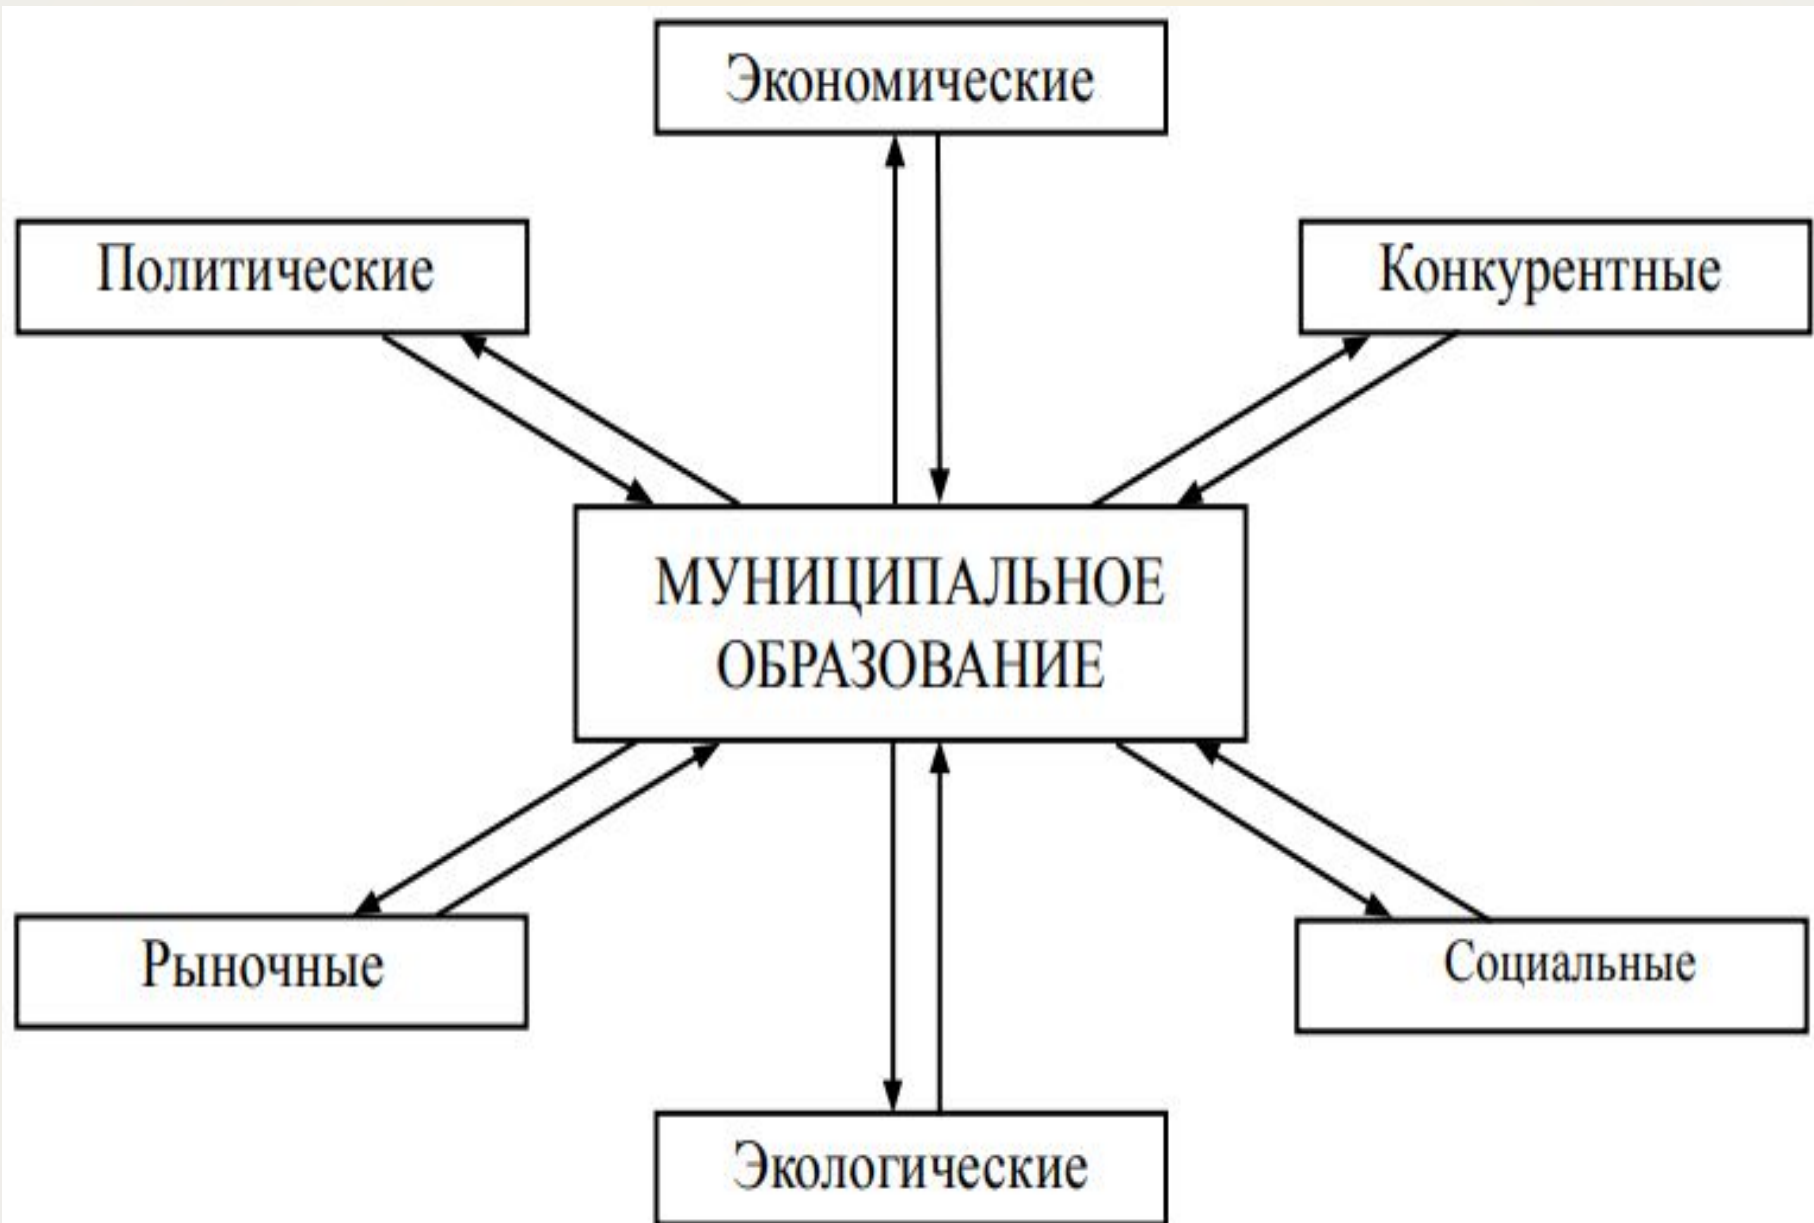 Экономические
Политические
Конкурентные
МУНИЦИПАЛЬНОЕ
ОБРАЗОВАНИЕ
Рыночные
Социальные
Экологические